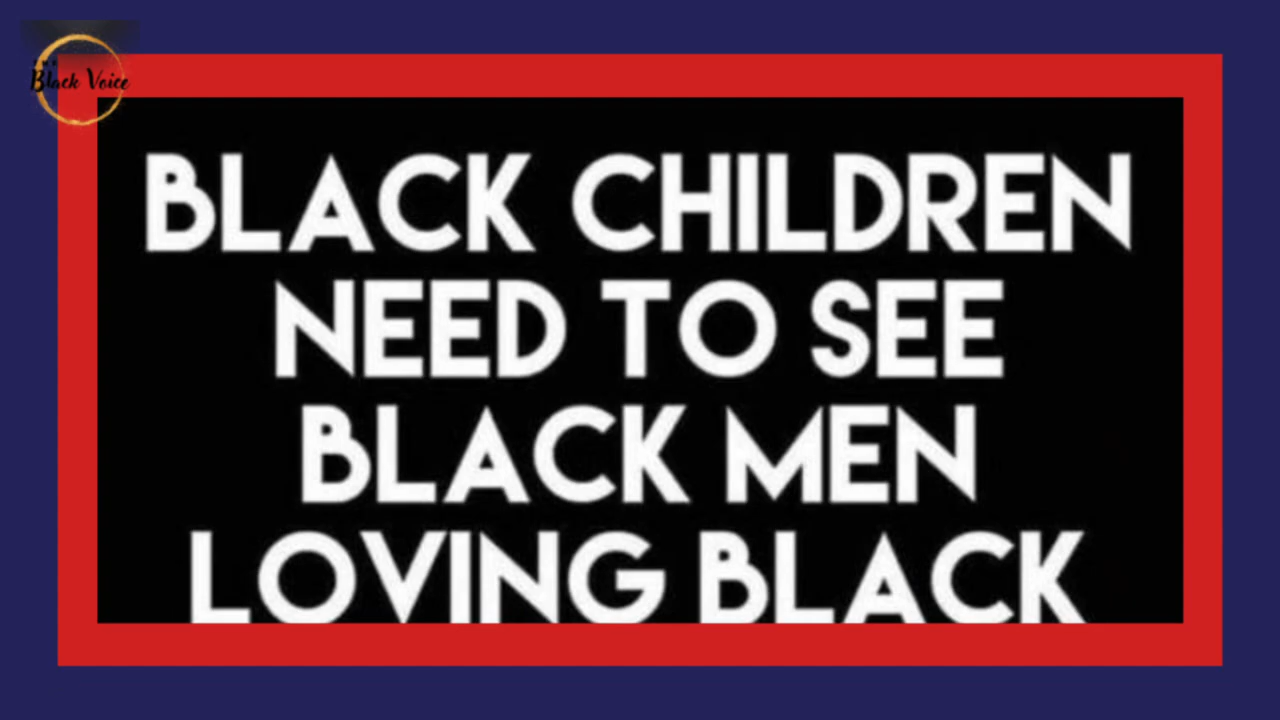 Black Voice
BLACK CHILDREN
NEED TO SEE
BLACK MEN
LOVING BLACK